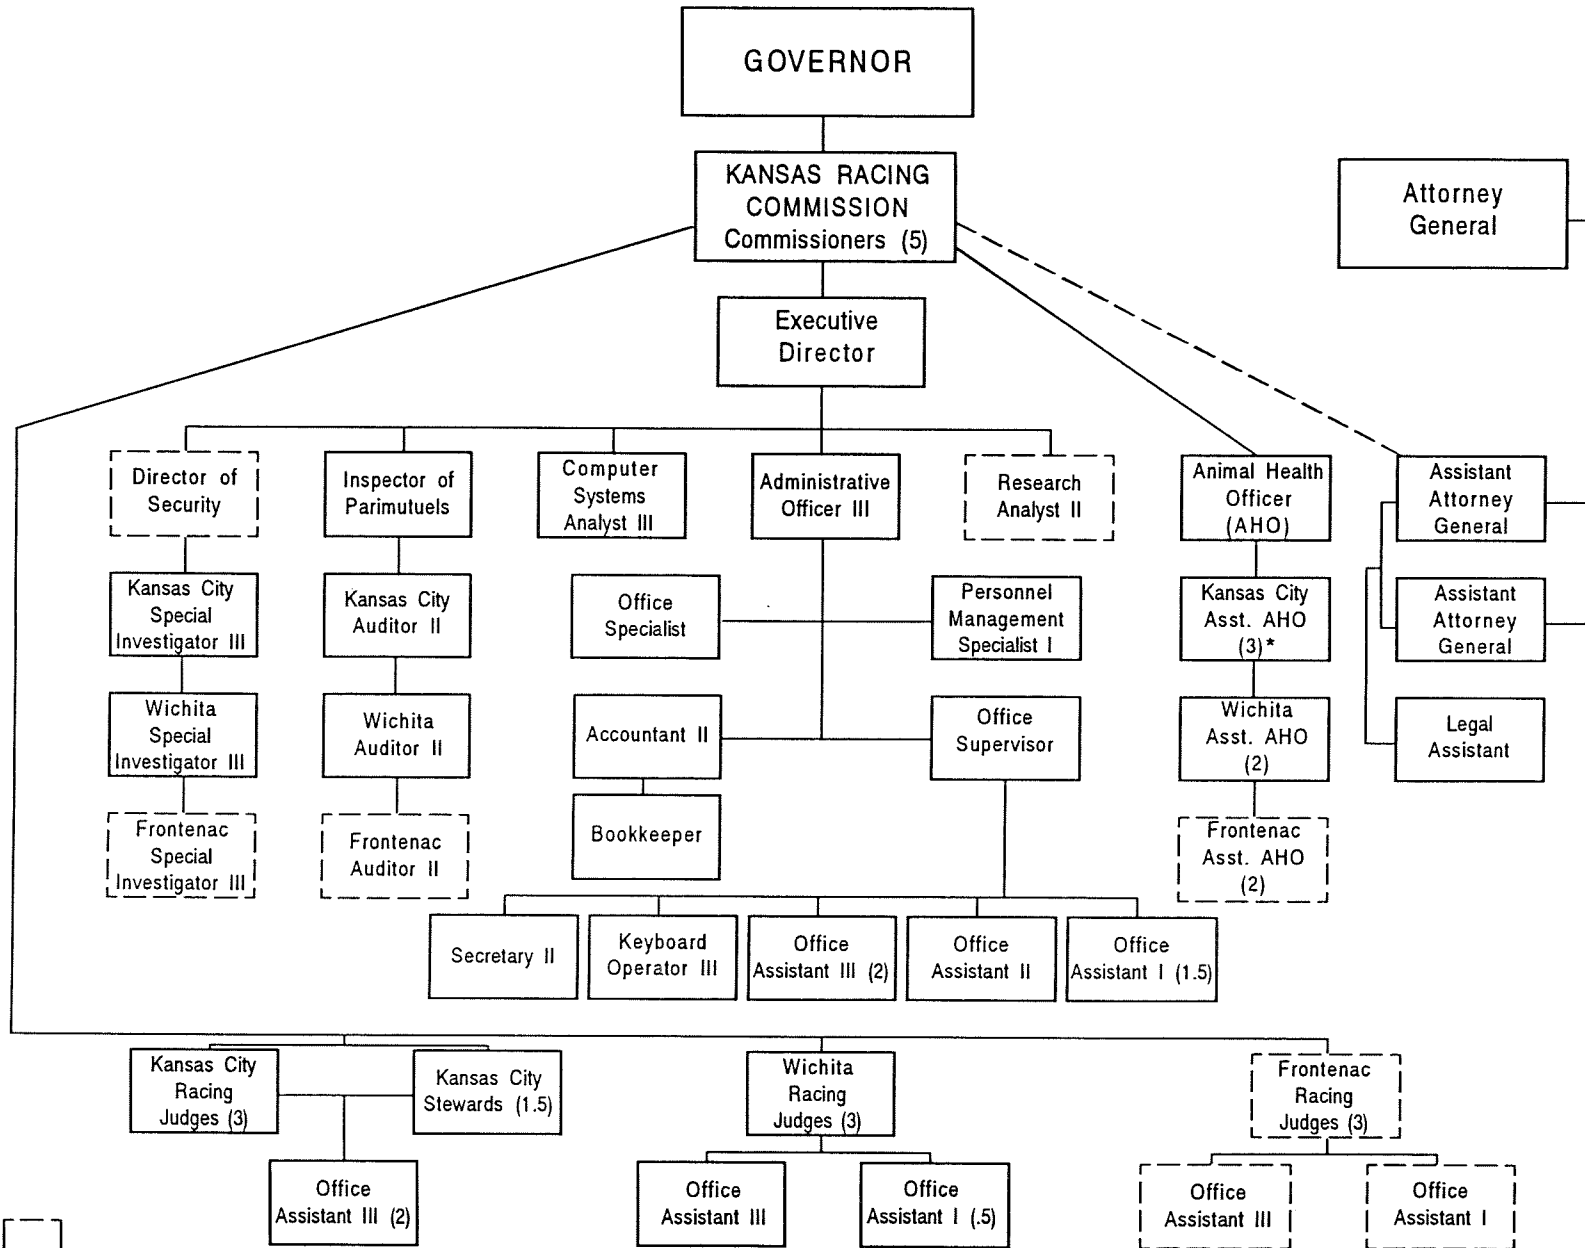 GOVERNOR
KANSAS RACING
COMMISSION
Commissioners (5)
Attorney
General
Executive
Director
Director of
Security
Inspector of
Parimutuels
Computer
Systems
Analyst III
Administrative
Officer III
Research
Analyst II
Animal Health
Officer
(AHO)
Assistant
Attorney
General
Kansas City
Special
Investigator III
Kansas City
Auditor II
Office
Specialist
Personnel
Management
Specialist I
Kansas City
Asst. AHO
(3)*
Assistant
Attorney
General
Wichita
Special
Investigator III
Wichita
Auditor II
Accountant II
Office
Supervisor
Wichita
Asst. AHO
(2)
Legal
Assistant
Frontenac
Special
Investigator III
Frontenac
Auditor II
Bookkeeper
Frontenac
Asst. AHO
(2)
Secretary II
Keyboard
Operator III
Office
Assistant III (2)
Office
Assistant II
Office
Assistant I (1.5)
Kansas City
Racing
Judges (3)
Kansas City
Stewards (1.5)
Wichita
Racing
Judges (3)
Frontenac
Racing
Judges (3)
Office
Assistant III (2)
Office
Assistant III
Office
Assistant I (.5)
Office
Assistant III
Office
Assistant I